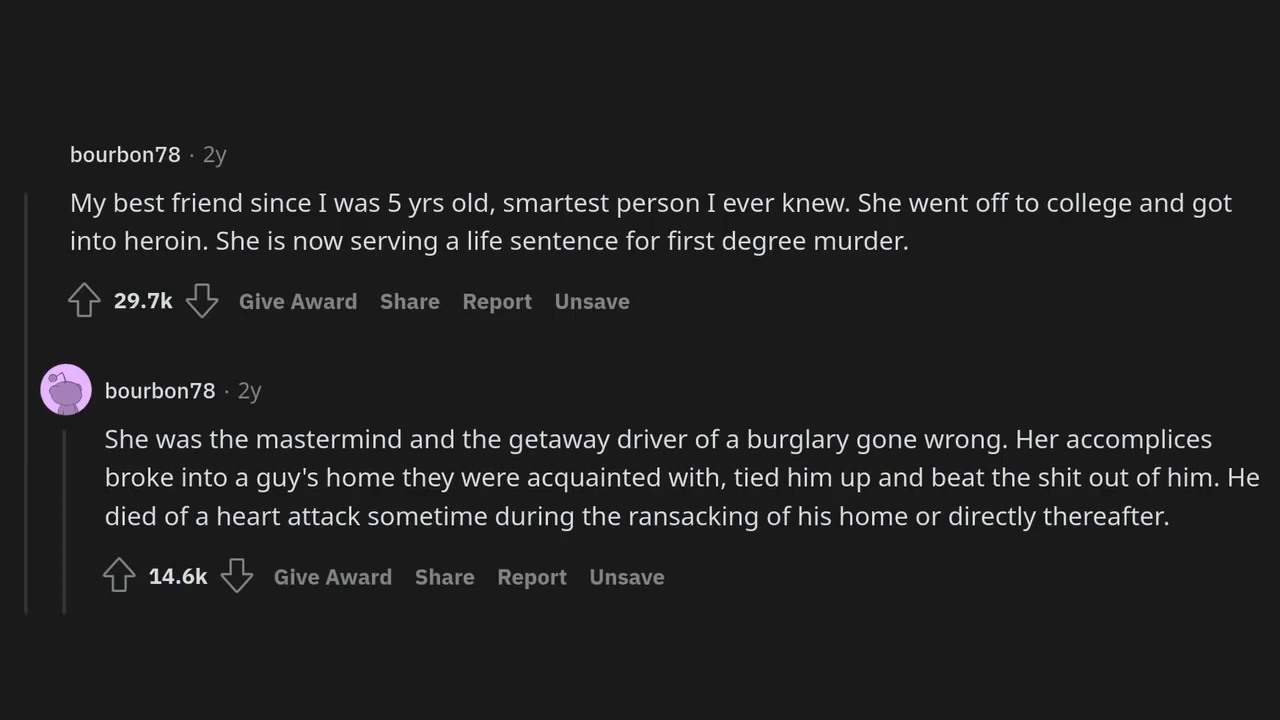 bourbon78 · 2y
My best friend since I was 5 yrs old, smartest person I ever knew. She went off to college and got
into heroin. She is now serving a life sentence for first degree murder.
29.7k Give Award Share Report Unsave
bourbon78 · 2y
She was the mastermind and the getaway driver of a burglary gone wrong. Her accomplices
broke into a guy's home they were acquainted with, tied him up and beat the shit out of him. He
died of a heart attack sometime during the ransacking of his home or directly thereafter.
14.6k Give Award Share Report Unsave